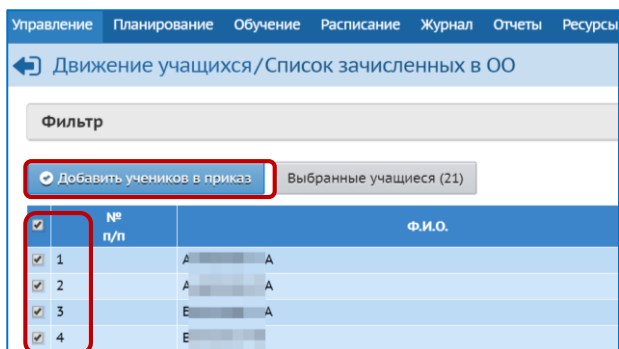 Управление Планирование Обучение Расписание Журнал Отчеты Ресурсы
Движение учащихся/Список зачисленных в ОО
Фильтр
Добавить учеников в приказ Выбранные учащиеся (21)
№ п/п Ф.И.О.
1 А А
2 А А
3 Е А
4 Е